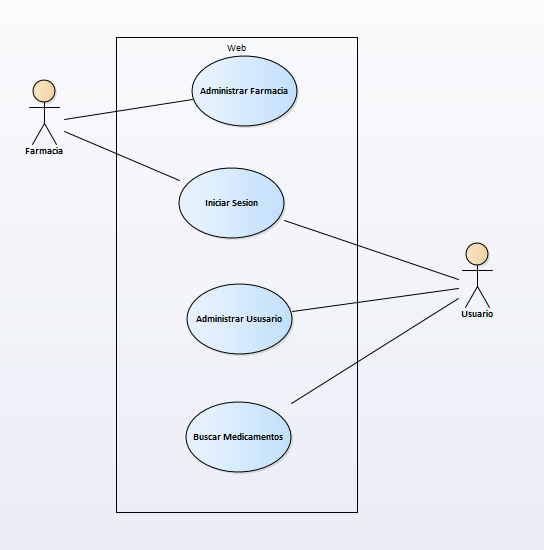 Web
Administrar Farmacia
Farmacia
Iniciar Sesion
Usuario
Administrar Ususario
Buscar Medicamentos